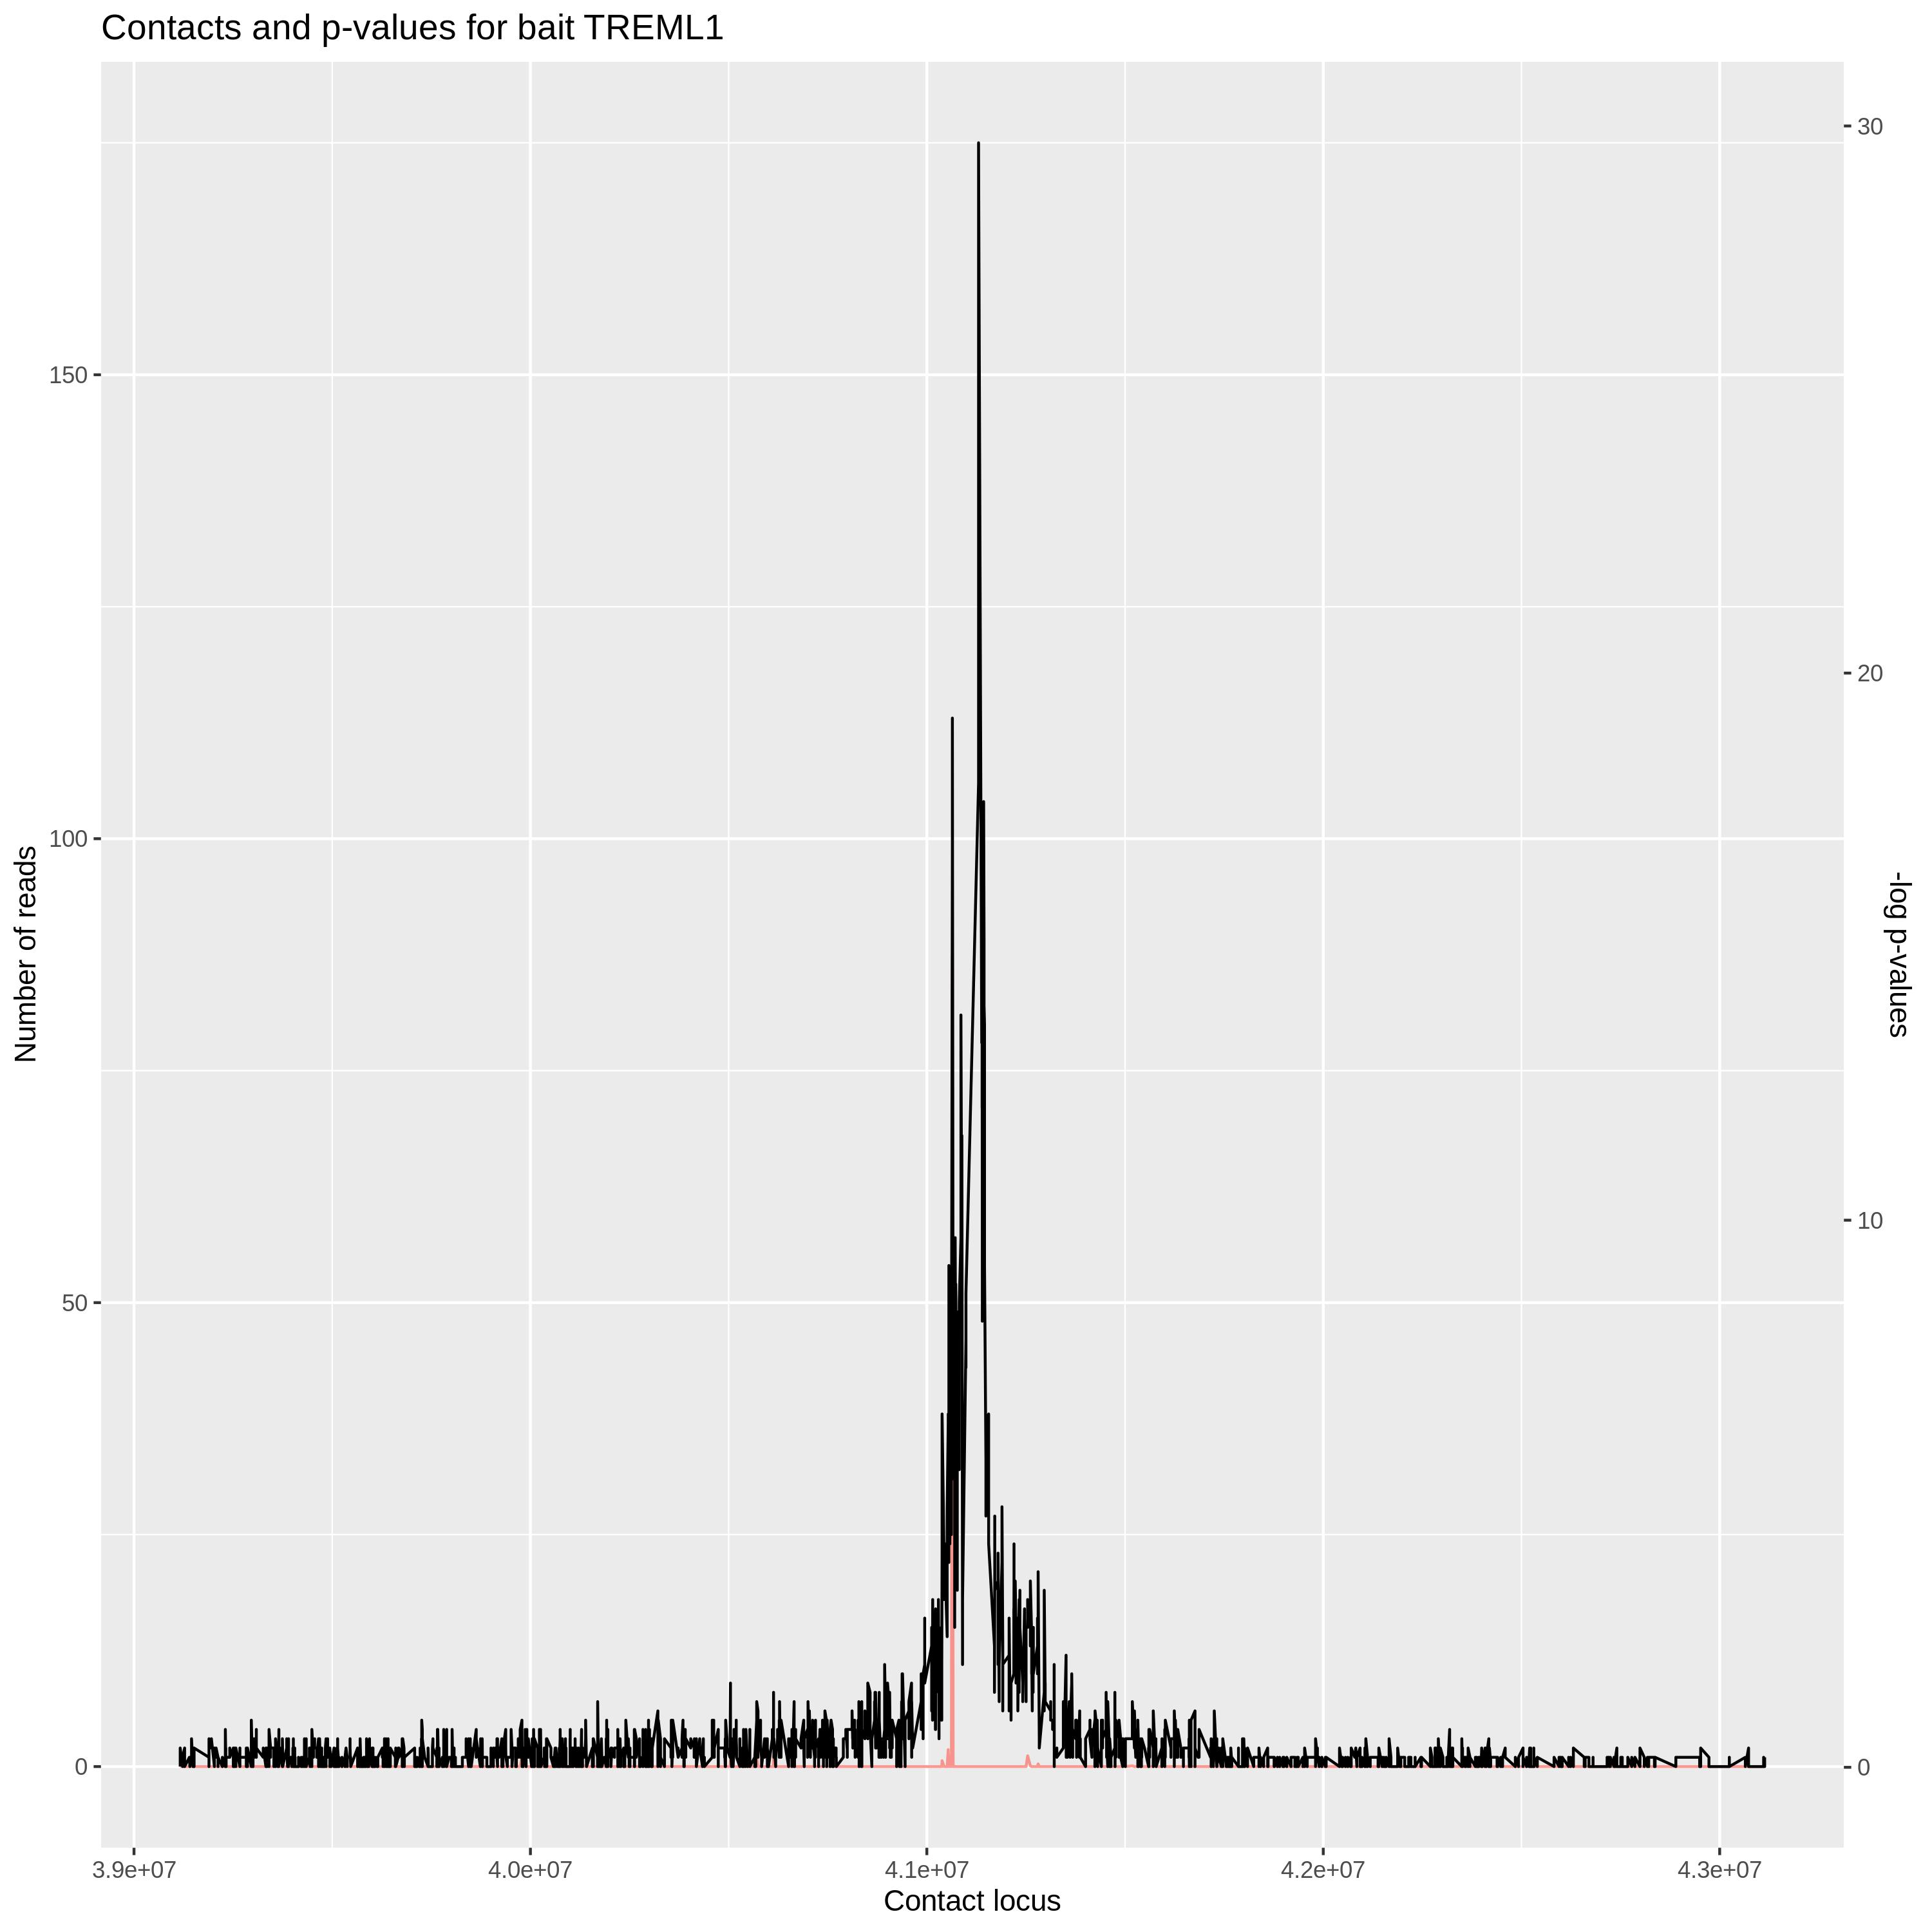 Contacts and p-values for bait TREML1
30
150
20
100
Number of reads
-log p-values
10
50
0
0
3.9e+07
4.0e+07
4.1e+07
4.2e+07
4.3e+07
Contact locus